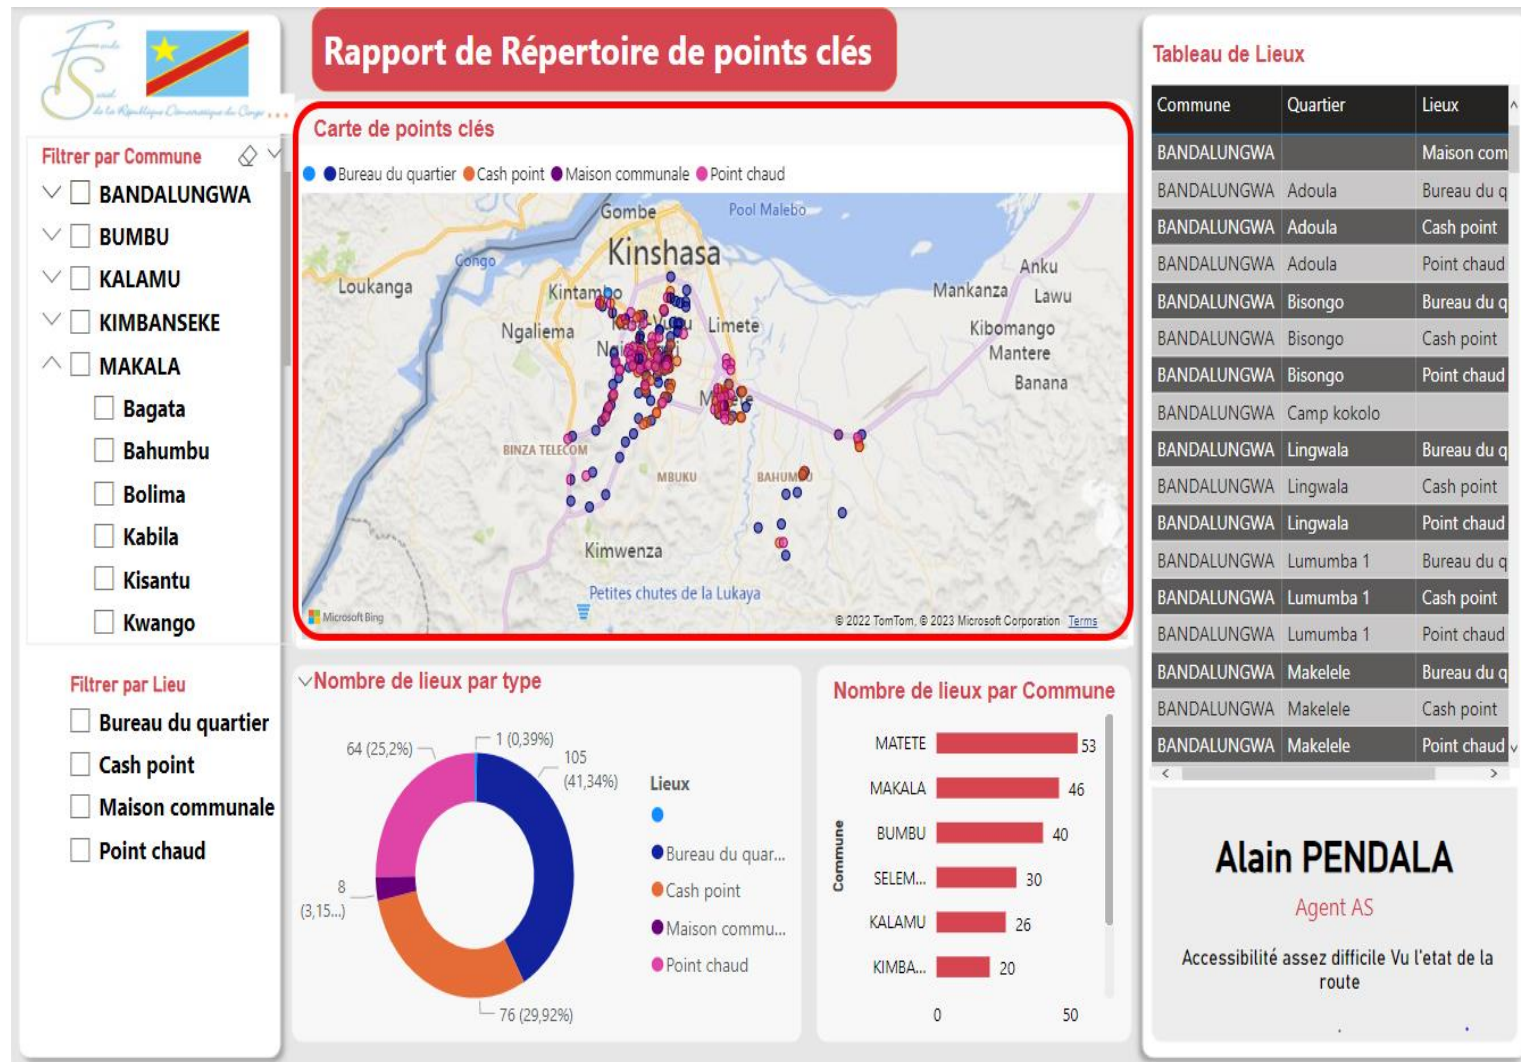 Fonds
Social
de la République Démocratique du Congo ...
Rapport de Répertoire de points clés
Filtrer par Commune
BANDALUNGWA
BUMBU
KALAMU
KIMBANSEKE
MAKALA
Bagata
Bahumbu
Bolima
Kabila
Kisantu
Kwango
Filtrer par Lieu
Bureau du quartier
Cash point
Maison communale
Point chaud
Carte de points clés
Bureau du quartier Cash point Maison communale Point chaud
Gombe
Pool Malebo
Kinshasa
Congo
Anku
Loukanga
Kintambo
Mankanza
Lawu
Ngaliema
Limete
Kibomango
Mantere
Banana
BINZA TELECOM
MBUKU
Kimwenza
Petites chutes de la Lukaya
Microsoft Bing
© 2022 TomTom, © 2023 Microsoft Corporation Terms
Nombre de lieux par type
1 (0,39%)
64 (25,2%)
105
(41,34%)
8
(3,15...)
76 (29,92%)
Lieux
Bureau du quar...
Cash point
Maison commu...
Point chaud
Nombre de lieux par Commune
Commune
MATETE 53
MAKALA 46
BUMBU 40
SELEM... 30
KALAMU 26
KIMBA... 20
0 50
Tableau de Lieux
Commune Quartier Lieux
BANDALUNGWA Maison com
BANDALUNGWA Adoula Bureau du q
BANDALUNGWA Adoula Cash point
BANDALUNGWA Adoula Point chaud
BANDALUNGWA Bisongo Bureau du q
BANDALUNGWA Bisongo Cash point
BANDALUNGWA Bisongo Point chaud
BANDALUNGWA Camp kokolo
BANDALUNGWA Lingwala Bureau du q
BANDALUNGWA Lingwala Cash point
BANDALUNGWA Lingwala Point chaud
BANDALUNGWA Lumumba 1 Bureau du q
BANDALUNGWA Lumumba 1 Cash point
BANDALUNGWA Lumumba 1 Point chaud
BANDALUNGWA Makelele Bureau du q
BANDALUNGWA Makelele Cash point
BANDALUNGWA Makelele Point chaud
Alain PENDALA
Agent AS
Accessibilité assez difficile Vu l'etat de la
route